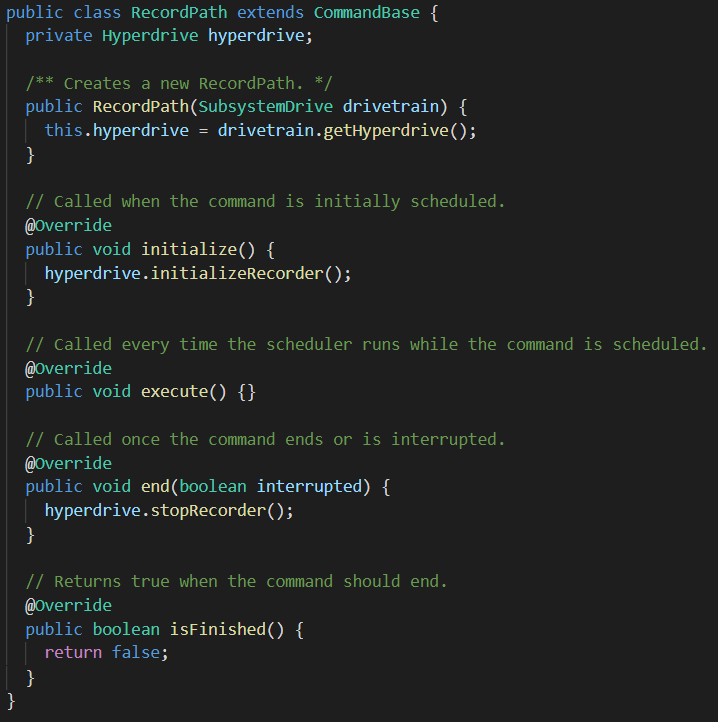 public class RecordPath extends CommandBase {
  private Hyperdrive hyperdrive;

  /** Creates a new RecordPath. */
  public RecordPath(SubsystemDrive drivetrain) {
    this.hyperdrive = drivetrain.getHyperdrive();
  }

  // Called when the command is initially scheduled.
  @Override
  public void initialize() {
    hyperdrive.initializeRecorder();
  }

  // Called every time the scheduler runs while the command is scheduled.
  @Override
  public void execute() {}

  // Called once the command ends or is interrupted.
  @Override
  public void end(boolean interrupted) {
    hyperdrive.stopRecorder();
  }

  // Returns true when the command should end.
  @Override
  public boolean isFinished() {
    return false;
  }
}